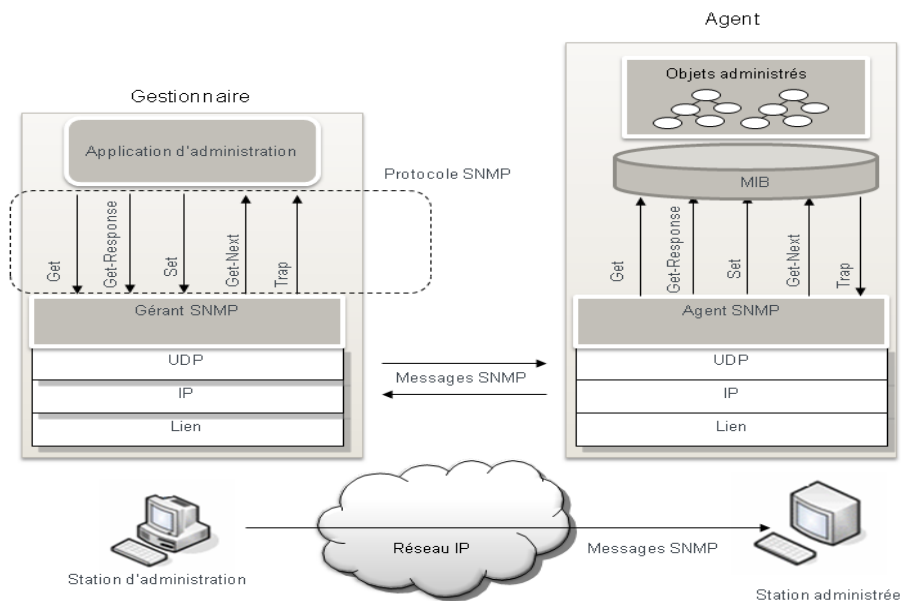 Agent
Objets administrés
Gestionnaire
Application d'administration
Protocole SNMP
MIB
Get
Get-Response
Set
Get-Next
Trap
Get
Get-Response
Set
Get-Next
Trap
Gérant SNMP
Agent SNMP
UDP
UDP
Messages SNMP
IP
IP
Lien
Lien
Réseau IP
Messages SNMP
Station d'administration
Station administrée